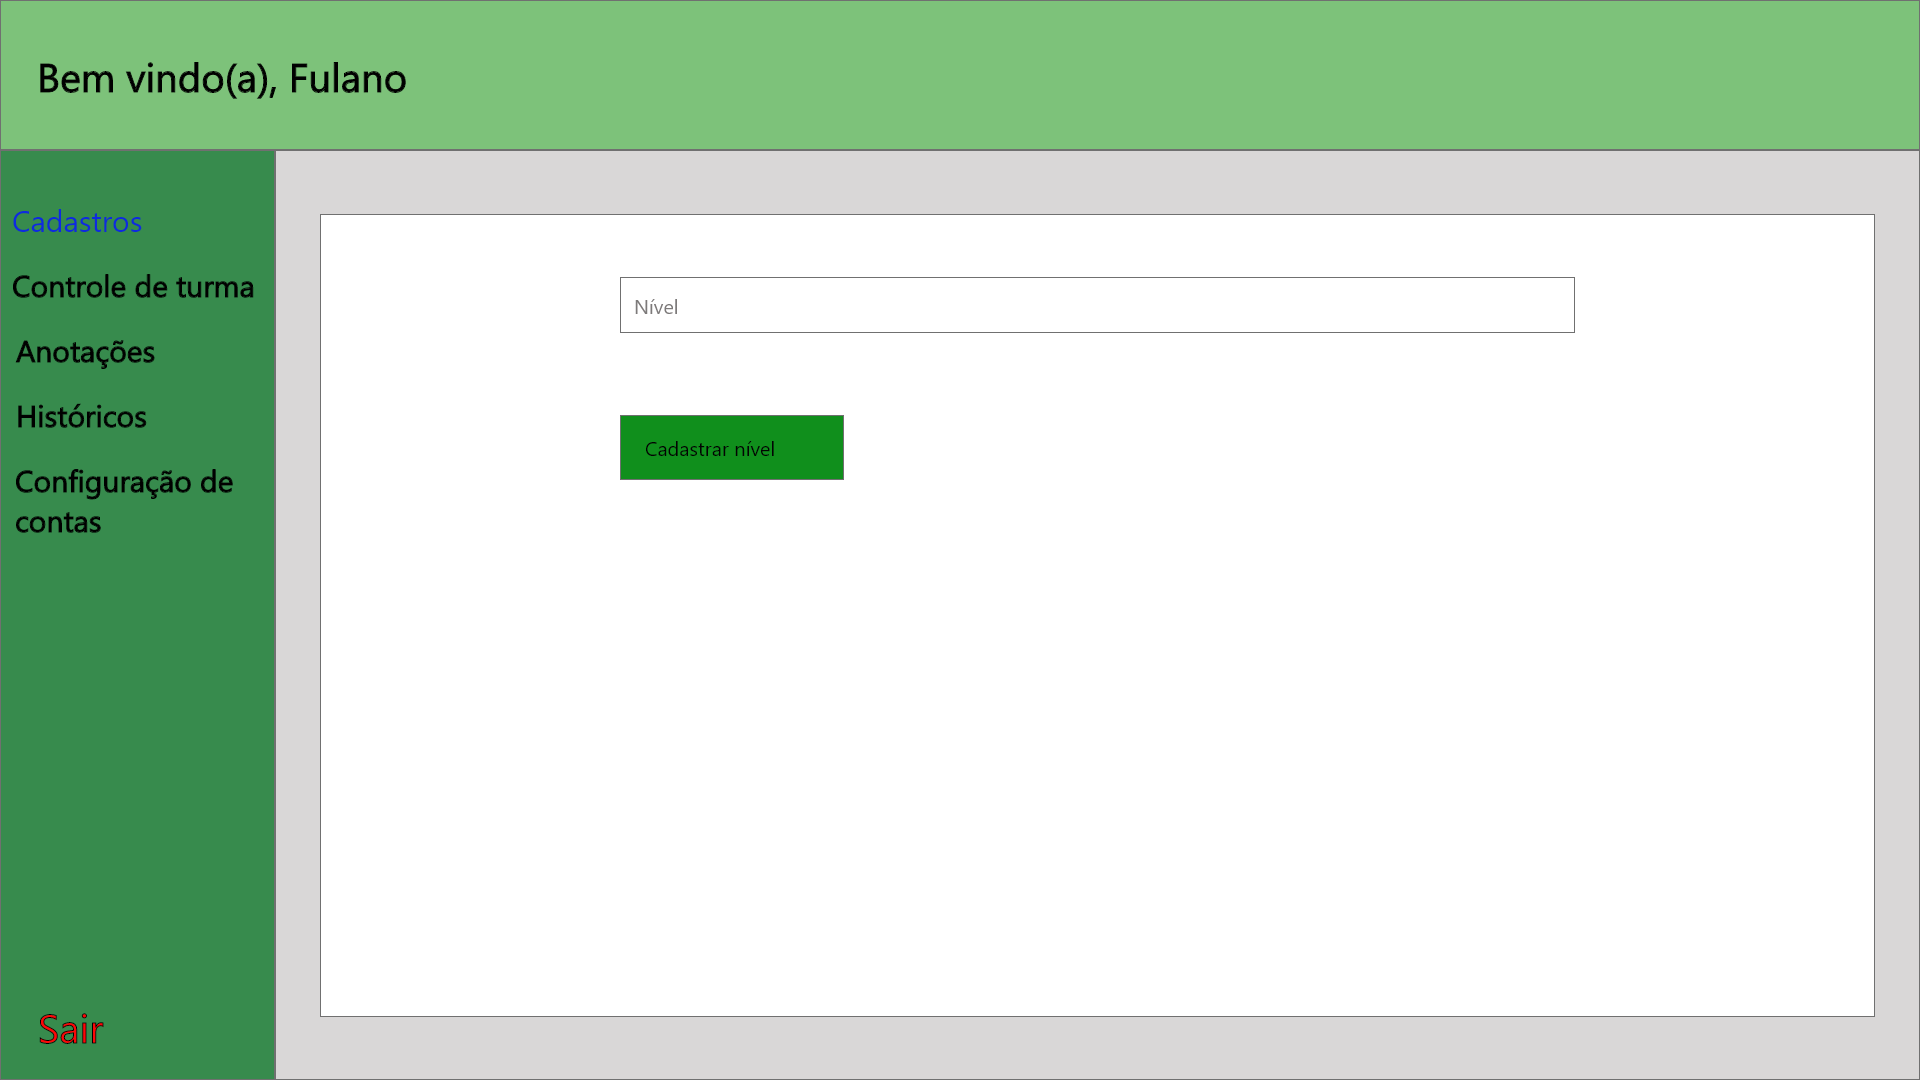 Bem vindo(a), Fulano
Cadastros
Controle de turma
Anotações
Históricos
Configuração de
contas
Sair
Nível
Cadastrar nível